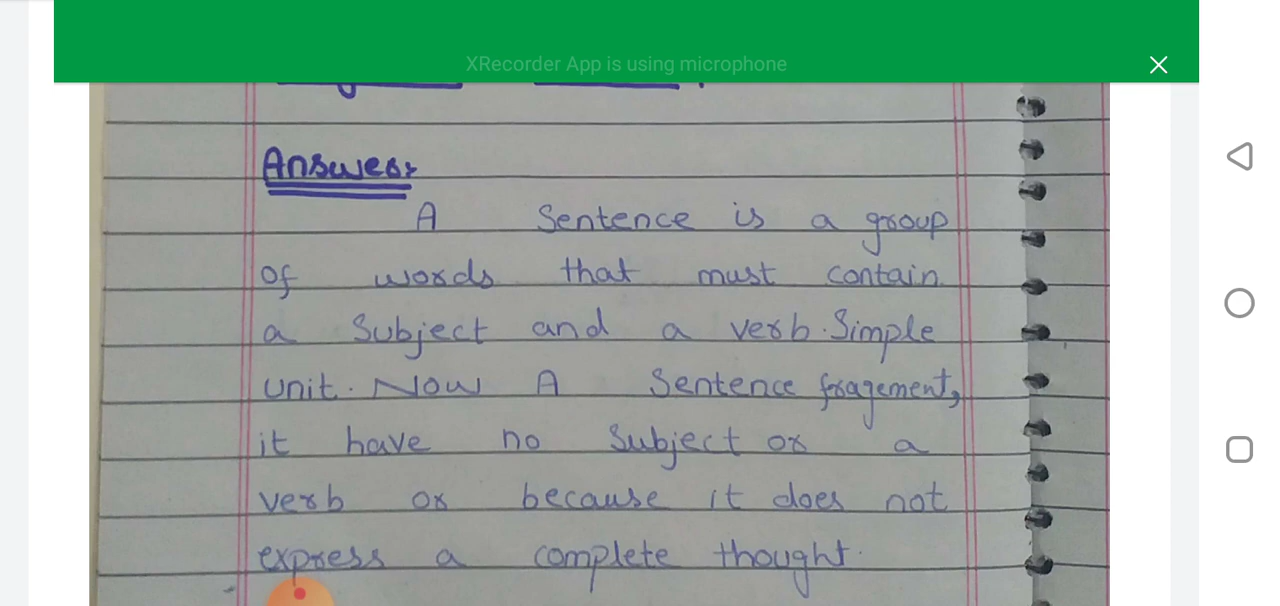 XRecorder App is using microphone
Answer:
A Sentence is a group
of words that must contain
a Subject and a verb. Simple
unit. Now A Sentence fragement,
it have no Subject or a
verb or because it does not
express a complete thought.